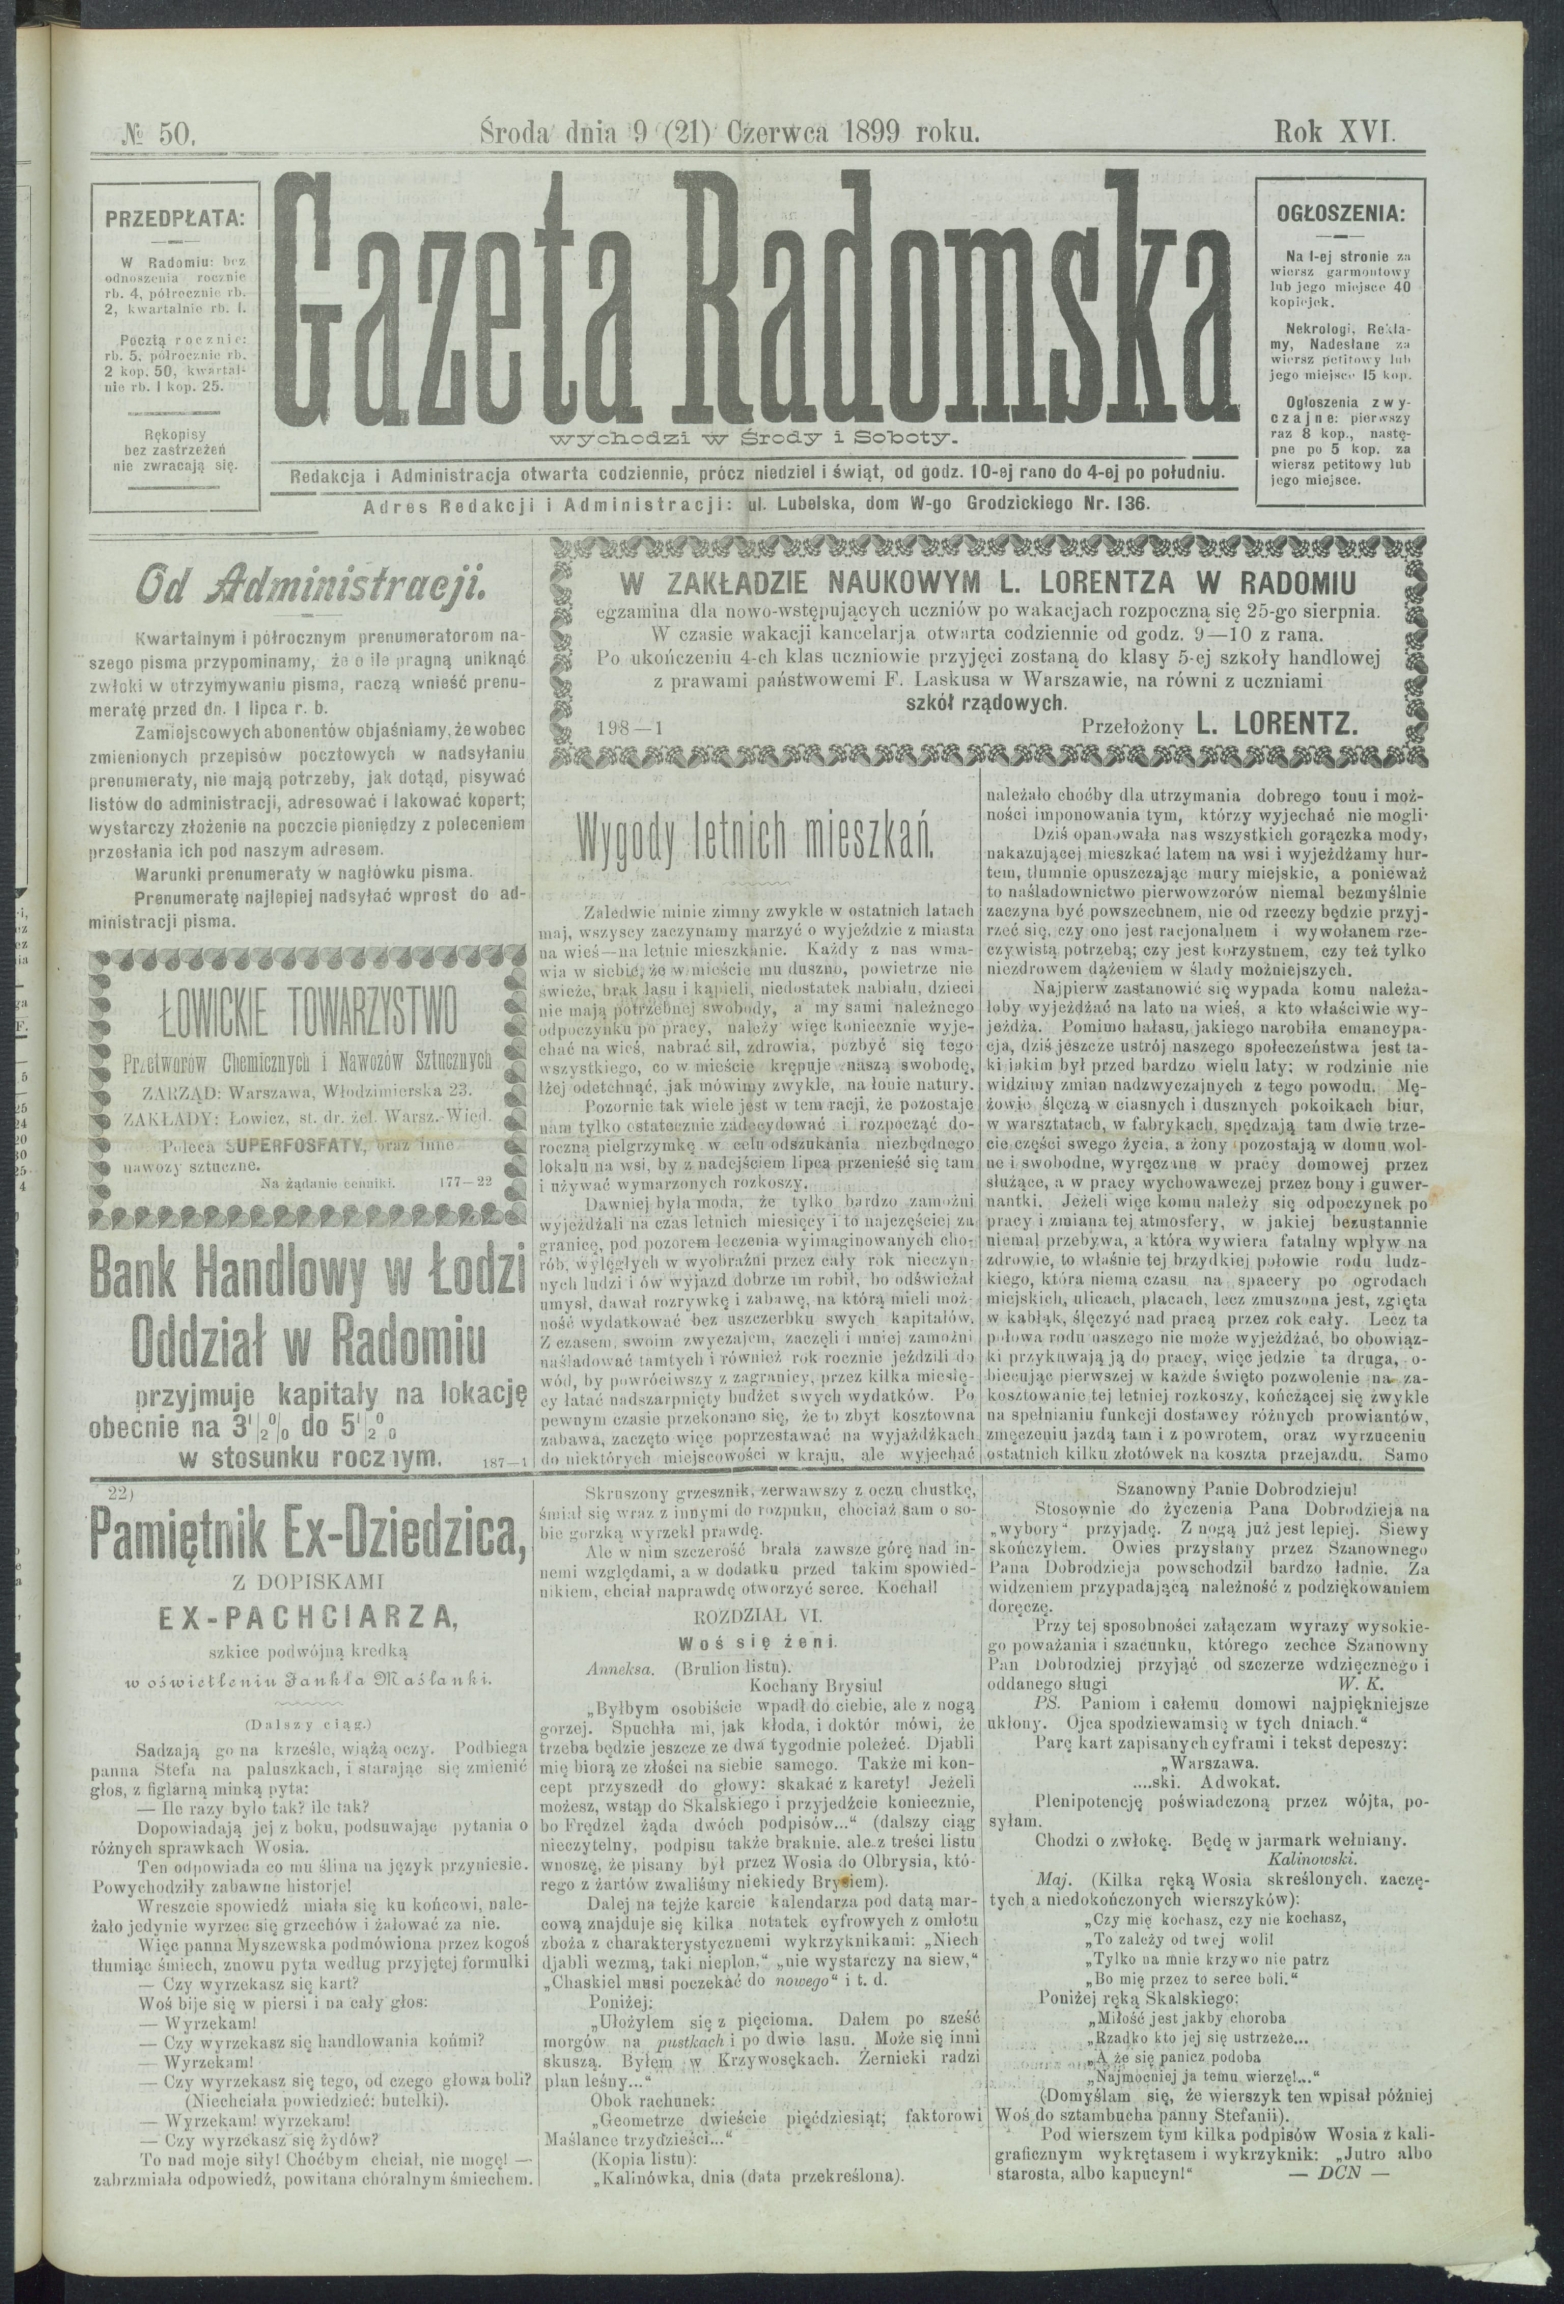 № 50.
Środa dnia 9 (21) Czerwca 1899 roku.
Rok XVI.
PRZEDPŁATA:
W Radomiu: bez
odnoszenia rocznie
rb. 4, półrocznie rb.
2, kwartalnie rb. 1.
Pocztą rocznie:
rb. 5, półrocznie rb.
2 kop. 50, kwartal-
nie rb. 1 kop. 25.
Rękopisy
bez zastrzeżeń
nie zwracają się.
Gazeta Radomska
wychodzi w Środy i Soboty.
Redakcja i Administracja otwarta codziennie, prócz niedziel i świąt, od godz. 10-ej rano do 4-ej po południu.
Adres Redakcji i Administracji: ul. Lubelska, dom W-go Grodzickiego Nr. 136.
OGŁOSZENIA:
Na I-ej stronie za
wiersz garmontowy
lub jego miejsce 40
kopiejek.
Nekrologi, Rekla-
my, Nadesłane za
wiersz petitowy lub
jego miejsce 15 kop.
Ogłoszenia zwy-
czajne: pierwszy
raz 8 kop., nastę-
pne po 5 kop. za
wiersz petitowy lub
jego miejsce.
Od Administracji.
Kwartalnym i półrocznym prenumeratorom na-
szego pisma przypominamy, że o ile pragną uniknąć
zwłoki w otrzymywaniu pisma, raczą wnieść prenu-
meratę przed dn. 1 lipca r. b.
Zamiejscowych abonentów objaśniamy, że wobec
zmienionych przepisów pocztowych w nadsyłaniu
prenumeraty, nie mają potrzeby, jak dotąd, pisywać
listów do administracji, adresować i lakować kopert;
wystarczy złożenie na poczcie pieniędzy z poleceniem
przesłania ich pod naszym adresem.
Warunki prenumeraty w nagłówku pisma.
Prenumeratę najlepiej nadsyłać wprost do ad-
ministracji pisma.
ŁOWICKIE TOWARZYSTWO
Przetworów Chemicznych i Nawozów Sztucznych
ZARZĄD: Warszawa, Włodzimierska 23.
ZAKŁADY: Łowicz, st. dr. żel. Warsz.-Wied.
Poleca SUPERFOSFATY, oraz inne
nawozy sztuczne.
Na żądanie cenniki. 177—22
Bank Handlowy w Łodzi
Oddział w Radomiu
przyjmuje kapitały na lokację
obecnie na 3½% do 5½%
w stosunku rocznym. 187—1
W ZAKŁADZIE NAUKOWYM L. LORENTZA W RADOMIU
egzamina dla nowo-wstępujących uczniów po wakacjach rozpoczną się 25-go sierpnia.
W czasie wakacji kancelarja otwarta codziennie od godz. 9—10 z rana.
Po ukończeniu 4-ch klas uczniowie przyjęci zostaną do klasy 5-ej szkoły handlowej
z prawami państwowemi F. Laskusa w Warszawie, na równi z uczniami
szkół rządowych.
198—1 Przełożony L. LORENTZ.
Wygody letnich mieszkań.
Zaledwie minie zimny zwykle w ostatnich latach
maj, wszyscy zaczynamy marzyć o wyjeździe z miasta
na wieś—na letnie mieszkanie. Każdy z nas wma-
wia w siebie, że w mieście mu duszno, powietrze nie
świeże, brak lasu i kąpieli, niedostatek nabiału, dzieci
nie mają potrzebnej swobody, a my sami należnego
odpoczynku po pracy, należy więc koniecznie wyje-
chać na wieś, nabrać sił, zdrowia, pozbyć się tego
wszystkiego, co w mieście krępuje naszą swobodę,
lżej odetchnąć, jak mówimy zwykle, na łonie natury.
Pozornie tak wiele jest w tem racji, że pozostaje
nam tylko ostatecznie zadecydować i rozpocząć do-
roczną pielgrzymkę w celu odszukania niezbędnego
lokalu na wsi, by z nadejściem lipca przenieść się tam
i używać wymarzonych rozkoszy.
Dawniej była moda, że tylko bardzo zamożni
wyjeżdżali na czas letnich miesięcy i to najczęściej za
granicę, pod pozorem leczenia wyimaginowanych cho-
rób, wylęgłych w wyobraźni przez cały rok nieczyn-
nych ludzi i ów wyjazd dobrze im robił, bo odświeżał
umysł, dawał rozrywkę i zabawę, na którą mieli moż-
ność wydatkować bez uszczerbku swych kapitałów.
Z czasem, swoim zwyczajem, zaczęli i mniej zamożni
naśladować tamtych i również rok rocznie jeździli do
wód, by powróciwszy z zagranicy, przez kilka miesię-
cy łatać nadszarpnięty budżet swych wydatków. Po
pewnym czasie przekonano się, że to zbyt kosztowna
zabawa, zaczęto więc poprzestawać na wyjażdżkach
do niektórych miejscowości w kraju, ale wyjechać
należało choćby dla utrzymania dobrego tonu i moż-
ności imponowania tym, którzy wyjechać nie mogli.
Dziś opanowała nas wszystkich gorączka mody,
nakazującej mieszkać latem na wsi i wyjeżdżamy hur-
tem, tłumnie opuszczając mury miejskie, a ponieważ
to naśladownictwo pierwowzorów niemal bezmyślnie
zaczyna być powszechnem, nie od rzeczy będzie przyj-
rzeć się, czy ono jest racjonalnem i wywołanem rze-
czywistą potrzebą; czy jest korzystnem, czy też tylko
niezdrowem dążeniem w ślady możniejszych.
Najpierw zastanowić się wypada komu należa-
łoby wyjeżdżać na lato na wieś, a kto właściwie wy-
jeżdża. Pomimo hałasu, jakiego narobiła emancypa-
cja, dziś jeszcze ustrój naszego społeczeństwa jest ta-
ki jakim był przed bardzo wielu laty; w rodzinie nie
widzimy zmian nadzwyczajnych z tego powodu. Mę-
żowie ślęczą w ciasnych i dusznych pokoikach biur,
w warsztatach, w fabrykach, spędzają tam dwie trze-
cie części swego życia, a żony pozostają w domu wol-
ne i swobodne, wyręczane w pracy domowej przez
służące, a w pracy wychowawczej przez bony i guwer-
nantki. Jeżeli więc komu należy się odpoczynek po
pracy i zmiana tej atmosfery, w jakiej bezustannie
niemal przebywa, a która wywiera fatalny wpływ na
zdrowie, to właśnie tej brzydkiej połowie rodu ludz-
kiego, która niema czasu na spacery po ogrodach
miejskich, ulicach, placach, lecz zmuszona jest, zgięta
w kabłąk, ślęczyć nad pracą przez rok cały. Lecz ta
połowa rodu naszego nie może wyjeżdżać, bo obowiąz-
ki przykuwają ją do pracy, więc jedzie ta druga, o-
biecując pierwszej w każde święto pozwolenie na za-
kosztowanie tej letniej rozkoszy, kończącej się zwykle
na spełnianiu funkcji dostawcy różnych prowiantów,
zmęczeniu jazdą tam i z powrotem, oraz wyrzuceniu
ostatnich kilku złotówek na koszta przejazdu. Samo
22)
Pamiętnik Ex-Dziedzica,
Z DOPISKAMI
EX-PACHCIARZA,
szkice podwójną kredką
w oświetleniu Jankla Maślanki.
(Dalszy ciąg.)
Sadzają go na krześle, wiążą oczy. Podbiega
panna Stefa na paluszkach, i starając się zmienić
głos, z figlarną minką pyta:
— Ile razy było tak? ile tak?
Dopowiadają jej z boku, podsuwając pytania o
różnych sprawkach Wosia.
Ten odpowiada co mu ślina na język przyniesie.
Powychodziły zabawne historje!
Wreszcie spowiedź miała się ku końcowi, nale-
żało jedynie wyrzec się grzechów i żałować za nie.
Więc panna Myszewska podmówiona przez kogoś
tłumiąc śmiech, znowu pyta według przyjętej formułki
— Czy wyrzekasz się kart?
Woś bije się w piersi i na cały głos:
— Wyrzekam!
— Czy wyrzekasz się handlowania końmi?
— Wyrzekam!
— Czy wyrzekasz się tego, od czego głowa boli?
(Niechciała powiedzieć: butelki).
— Wyrzekam! wyrzekam!
— Czy wyrzekasz się żydów?
To nad moje siły! Choćbym chciał, nie mogę! —
zabrzmiała odpowiedź, powitana chóralnym śmiechem.
Skruszony grzesznik, zerwawszy z oczu chustkę,
śmiał się wraz z innymi do rozpuku, chociaż sam o so-
bie gorzką wyrzekł prawdę.
Ale w nim szczerość brała zawsze górę nad in-
nemi względami, a w dodatku przed takim spowied-
nikiem, chciał naprawdę otworzyć serce. Kochał!
ROZDZIAŁ VI.
Woś się żeni.
Anneksa. (Brulion listu).
Kochany Brysiu!
„Byłbym osobiście wpadł do ciebie, ale z nogą
gorzej. Spuchła mi, jak kłoda, i doktór mówi, że
trzeba będzie jeszcze ze dwa tygodnie poleżeć. Djabli
mię biorą ze złości na siebie samego. Także mi kon-
cept przyszedł do głowy: skakać z karety! Jeżeli
możesz, wstąp do Skalskiego i przyjedźcie koniecznie,
bo Frędzel żąda dwóch podpisów...“ (dalszy ciąg
nieczytelny, podpisu także braknie, ale z treści listu
wnoszę, że pisany był przez Wosia do Olbrysia, któ-
rego z żartów zwaliśmy niekiedy Brysiem).
Dalej na tejże karcie kalendarza pod datą mar-
cową znajduje się kilka notatek cyfrowych z omłotu
zboża z charakterystycznemi wykrzyknikami: „Niech
djabli wezmą, taki nieplon,“ „nie wystarczy na siew,“
„Chaskiel musi poczekać do nowego“ i t. d.
Poniżej:
„Ułożyłem się z pięcioma. Dałem po sześć
morgów na pustkach i po dwie lasu. Może się inni
skuszą. Byłem w Krzywosękach. Żernicki radzi
plan leśny...“
Obok rachunek:
„Geometrze dwieście pięćdziesiąt; faktorowi
Maślance trzydzieści...“
(Kopia listu):
„Kalinówka, dnia (data przekreślona).
Szanowny Panie Dobrodzieju!
Stosownie do życzenia Pana Dobrodzieja na
„wybory“ przyjadę. Z nogą już jest lepiej. Siewy
skończyłem. Owies przysłany przez Szanownego
Pana Dobrodzieja powschodził bardzo ładnie. Za
widzeniem przypadającą należność z podziękowaniem
doręczę.
Przy tej sposobności załączam wyrazy wysokie-
go poważania i szacunku, którego zechce Szanowny
Pan Dobrodziej przyjąć od szczerze wdzięcznego i
oddanego sługi W. K.
PS. Paniom i całemu domowi najpiękniejsze
ukłony. Ojca spodziewamsię w tych dniach.“
Parę kart zapisanych cyframi i tekst depeszy:
„Warszawa.
....ski. Adwokat.
Plenipotencję poświadczoną przez wójta, po-
syłam.
Chodzi o zwłokę. Będę w jarmark wełniany.
Kalinowski.
Maj. (Kilka ręką Wosia skreślonych, zaczę-
tych a niedokończonych wierszyków):
„Czy mię kochasz, czy nie kochasz,
„To zależy od twej woli!
„Tylko na mnie krzywo nie patrz
„Bo mię przez to serce boli.“
Poniżej ręką Skalskiego:
„Miłość jest jakby choroba
„Rzadko kto jej się ustrzeże...
„A że się panicz podoba
„Najmocniej ja temu wierzę!...“
(Domyślam się, że wierszyk ten wpisał później
Woś do sztambucha panny Stefanii).
Pod wierszem tym kilka podpisów Wosia z kali-
graficznym wykrętasem i wykrzyknik: „Jutro albo
starosta, albo kapucyn!“ — DCN —